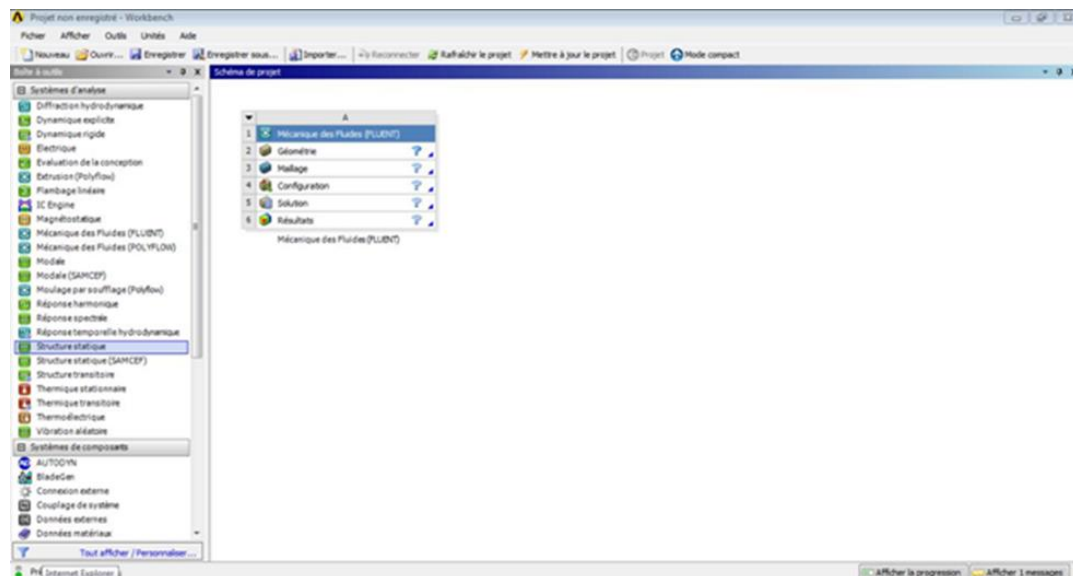 Projet non enregistré - Workbench
Fichier Afficher Outils Unités Aide
Nouveau Ouvrir... Enregistrer Enregistrer sous... Importer... Reconnecter Rafraîchir le projet Mettre à jour le projet Projet Mode compact
Boîte à outils
Schéma de projet
Systèmes d'analyse
Diffraction hydrodynamique
Dynamique explicite
Dynamique rigide
Electrique
Evaluation de la conception
Extrusion (Polyflow)
Flambage linéaire
IC Engine
Magnétostatique
Mécanique des Fluides (FLUENT)
Mécanique des Fluides (POLYFLOW)
Modale
Modale (SAMCEF)
Moulage par soufflage (Polyflow)
Réponse harmonique
Réponse spectrale
Réponse temporelle hydrodynamique
Structure statique
Structure statique (SAMCEF)
Structure transitoire
Thermique stationnaire
Thermique transitoire
Thermoélectrique
Vibration aléatoire
Systèmes de composants
AUTODYN
BladeGen
Connexion externe
Couplage de système
Données externes
Données matériaux
Tout afficher / Personnaliser...
A
1 Mécanique des Fluides (FLUENT)
2 Géométrie ?
3 Maillage ?
4 Configuration ?
5 Solution ?
6 Résultats ?
Mécanique des Fluides (FLUENT)
Pré Internet Explorer
Afficher la progression Afficher 1 messages